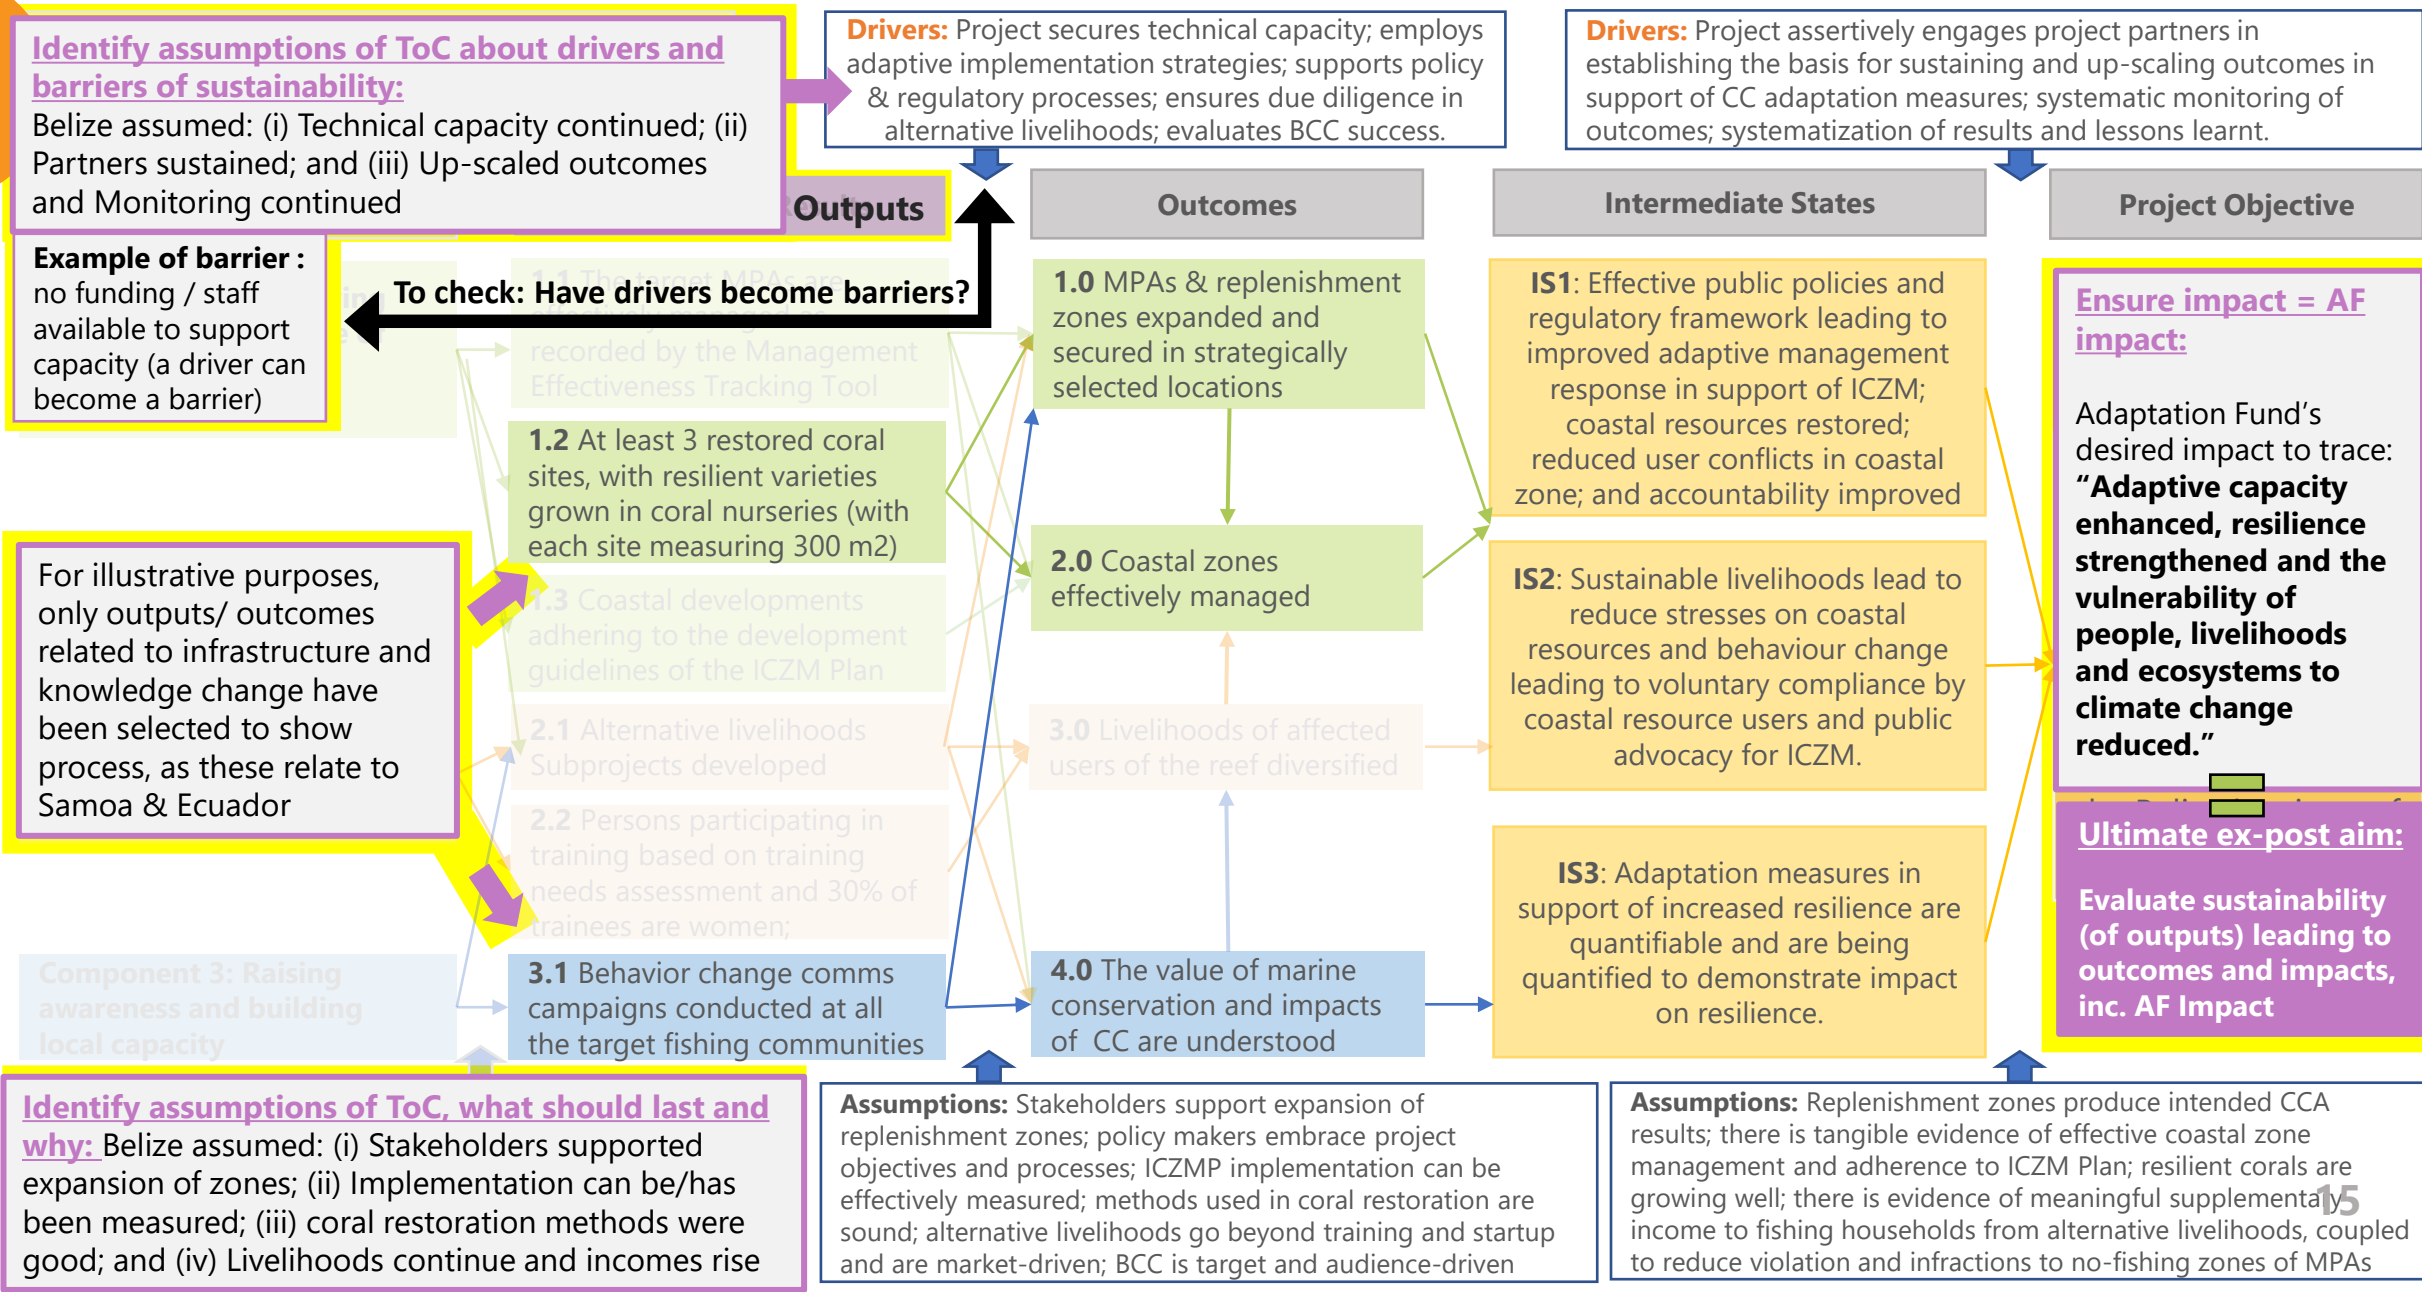 Identify assumptions of ToC about drivers and
barriers of sustainability:
Belize assumed: (i) Technical capacity continued; (ii)
Partners sustained; and (iii) Up-scaled outcomes
and Monitoring continued
Drivers: Project secures technical capacity; employs
adaptive implementation strategies; supports policy
& regulatory processes; ensures due diligence in
alternative livelihoods; evaluates BCC success.
Drivers: Project assertively engages project partners in
establishing the basis for sustaining and up-scaling outcomes in
support of CC adaptation measures; systematic monitoring of
outcomes; systematization of results and lessons learnt.
Outputs
Outcomes
Intermediate States
Project Objective
Example of barrier :
no funding / staff
available to support
capacity (a driver can
become a barrier)
To check: Have drivers become barriers?
1.1 The target MPAs are
effectively managed as
recorded by the Management
Effectiveness Tracking Tool
1.2 At least 3 restored coral
sites, with resilient varieties
grown in coral nurseries (with
each site measuring 300 m2)
1.3 Coastal developments
adhering to the development
guidelines of the ICZM Plan
2.1 Alternative livelihoods
Subprojects developed
2.2 Persons participating in
training based on training
needs assessment and 30% of
trainees are women;
3.1 Behavior change comms
campaigns conducted at all
the target fishing communities
For illustrative purposes,
only outputs/ outcomes
related to infrastructure and
knowledge change have
been selected to show
process, as these relate to
Samoa & Ecuador
Component 3: Raising
awareness and building
local capacity
1.0 MPAs & replenishment
zones expanded and
secured in strategically
selected locations
2.0 Coastal zones
effectively managed
3.0 Livelihoods of affected
users of the reef diversified
4.0 The value of marine
conservation and impacts
of CC are understood
IS1: Effective public policies and
regulatory framework leading to
improved adaptive management
response in support of ICZM;
coastal resources restored;
reduced user conflicts in coastal
zone; and accountability improved
IS2: Sustainable livelihoods lead to
reduce stresses on coastal
resources and behaviour change
leading to voluntary compliance by
coastal resource users and public
advocacy for ICZM.
IS3: Adaptation measures in
support of increased resilience are
quantifiable and are being
quantified to demonstrate impact
on resilience.
Ensure impact = AF
impact:
Adaptation Fund’s
desired impact to trace:
“Adaptive capacity
enhanced, resilience
strengthened and the
vulnerability of
people, livelihoods
and ecosystems to
climate change
reduced.”
Ultimate ex-post aim:
Evaluate sustainability
(of outputs) leading to
outcomes and impacts,
inc. AF Impact
Identify assumptions of ToC, what should last and
why: Belize assumed: (i) Stakeholders supported
expansion of zones; (ii) Implementation can be/has
been measured; (iii) coral restoration methods were
good; and (iv) Livelihoods continue and incomes rise
Assumptions: Stakeholders support expansion of
replenishment zones; policy makers embrace project
objectives and processes; ICZMP implementation can be
effectively measured; methods used in coral restoration are
sound; alternative livelihoods go beyond training and startup
and are market-driven; BCC is target and audience-driven
Assumptions: Replenishment zones produce intended CCA
results; there is tangible evidence of effective coastal zone
management and adherence to ICZM Plan; resilient corals are
growing well; there is evidence of meaningful supplementary
income to fishing households from alternative livelihoods, coupled
to reduce violation and infractions to no-fishing zones of MPAs
15